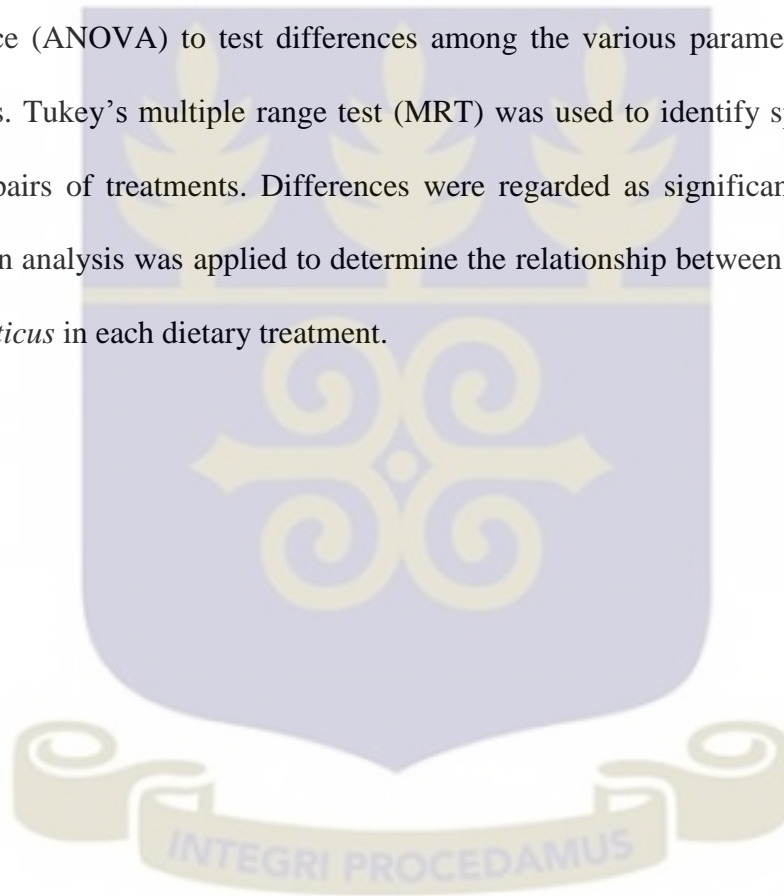 ce (ANOVA) to test differences among the various parame
s. Tukey’s multiple range test (MRT) was used to identify s
pairs of treatments. Differences were regarded as significan
n analysis was applied to determine the relationship between
ticus in each dietary treatment.
INTEGRI PROCEDAMUS